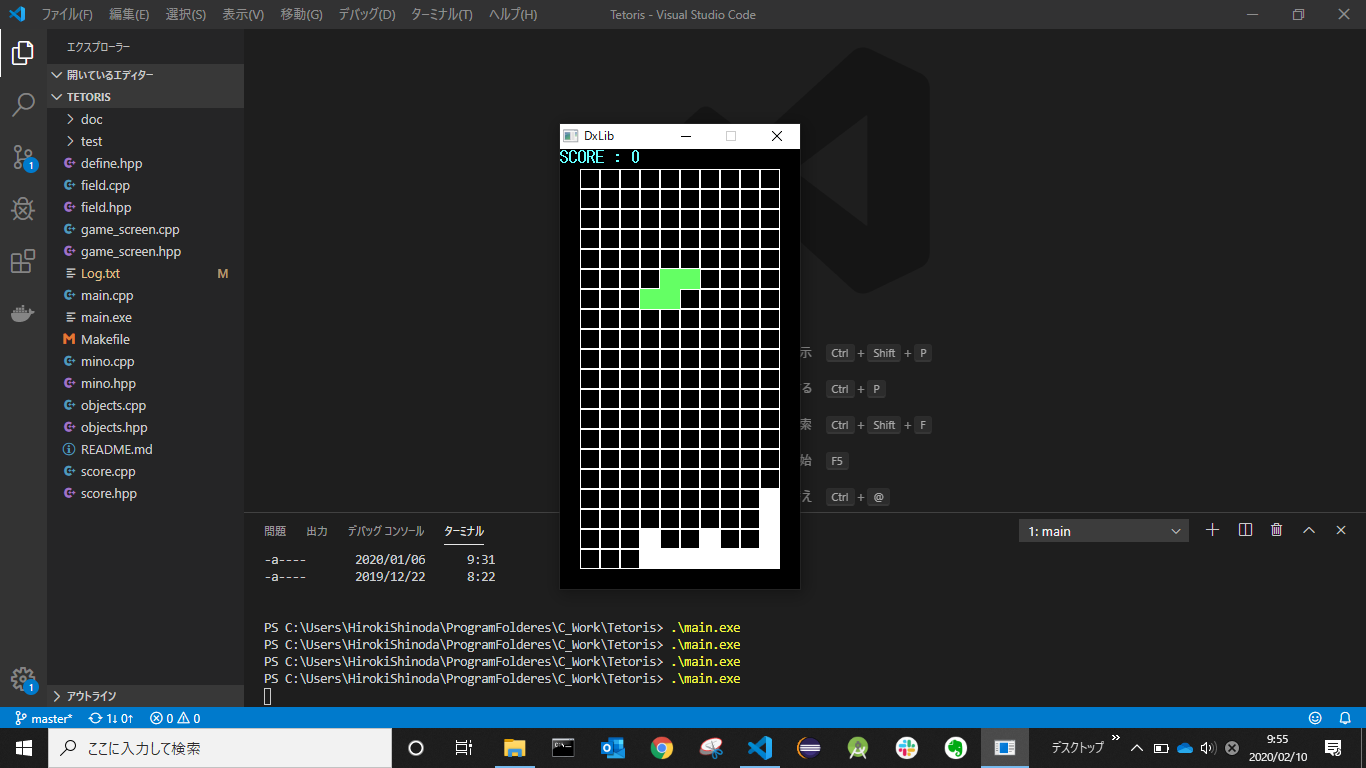 ファイル(F) 編集(E) 選択(S) 表示(V) 移動(G) デバッグ(D) ターミナル(T) ヘルプ(H) Tetoris - Visual Studio Code
エクスプローラー
開いているエディター
TETORIS
doc
test
define.hpp
field.cpp
field.hpp
game_screen.cpp
game_screen.hpp
Log.txt M
main.cpp
main.exe
Makefile
mino.cpp
mino.hpp
objects.cpp
objects.hpp
README.md
score.cpp
score.hpp
アウトライン
1
1
DxLib
SCORE : 0
示 Ctrl + Shift + P
る Ctrl + P
索 Ctrl + Shift + F
始 F5
え Ctrl + @
問題 出力 デバッグ コンソール ターミナル 1: main
-a---- 2020/01/06 9:31
-a---- 2019/12/22 8:22
PS C:\Users\HirokiShinoda\ProgramFolderes\C_Work\Tetoris> .\main.exe
PS C:\Users\HirokiShinoda\ProgramFolderes\C_Work\Tetoris> .\main.exe
PS C:\Users\HirokiShinoda\ProgramFolderes\C_Work\Tetoris> .\main.exe
PS C:\Users\HirokiShinoda\ProgramFolderes\C_Work\Tetoris> .\main.exe
master* 1↓ 0↑ 0 0
ここに入力して検索
デスクトップ
9:55
2020/02/10